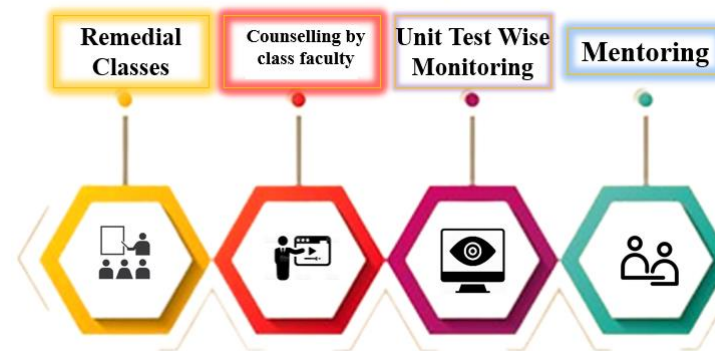 Remedial
Classes
Counselling by
class faculty
Unit Test Wise
Monitoring
Mentoring